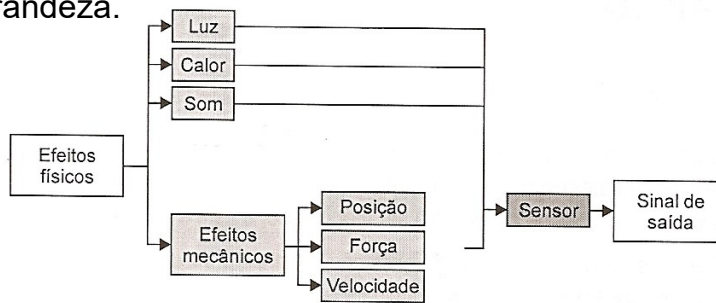 randeza.
Luz
Calor
Som
Efeitos
físicos
Efeitos
mecânicos
Posição
Força
Velocidade
Sensor
Sinal de
saída